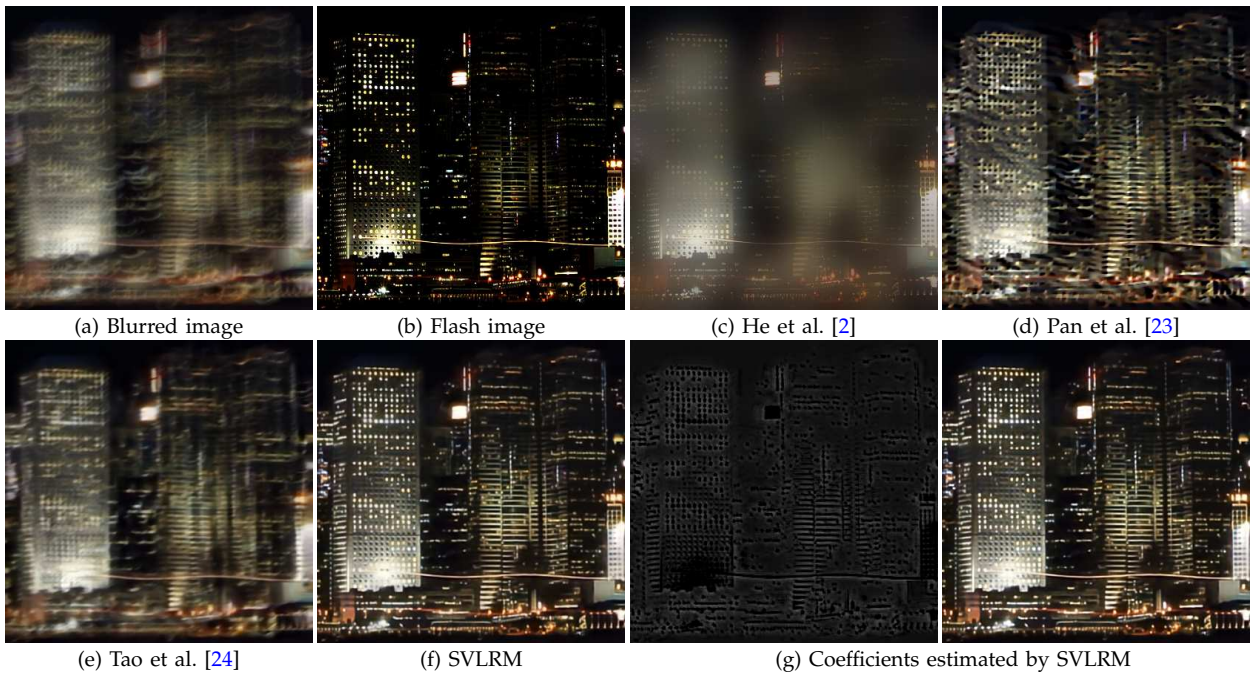 (a) Blurred image
(b) Flash image
(c) He et al. [2]
(d) Pan et al. [23]
(e) Tao et al. [24]
(f) SVLRM
(g) Coefficients estimated by SVLRM